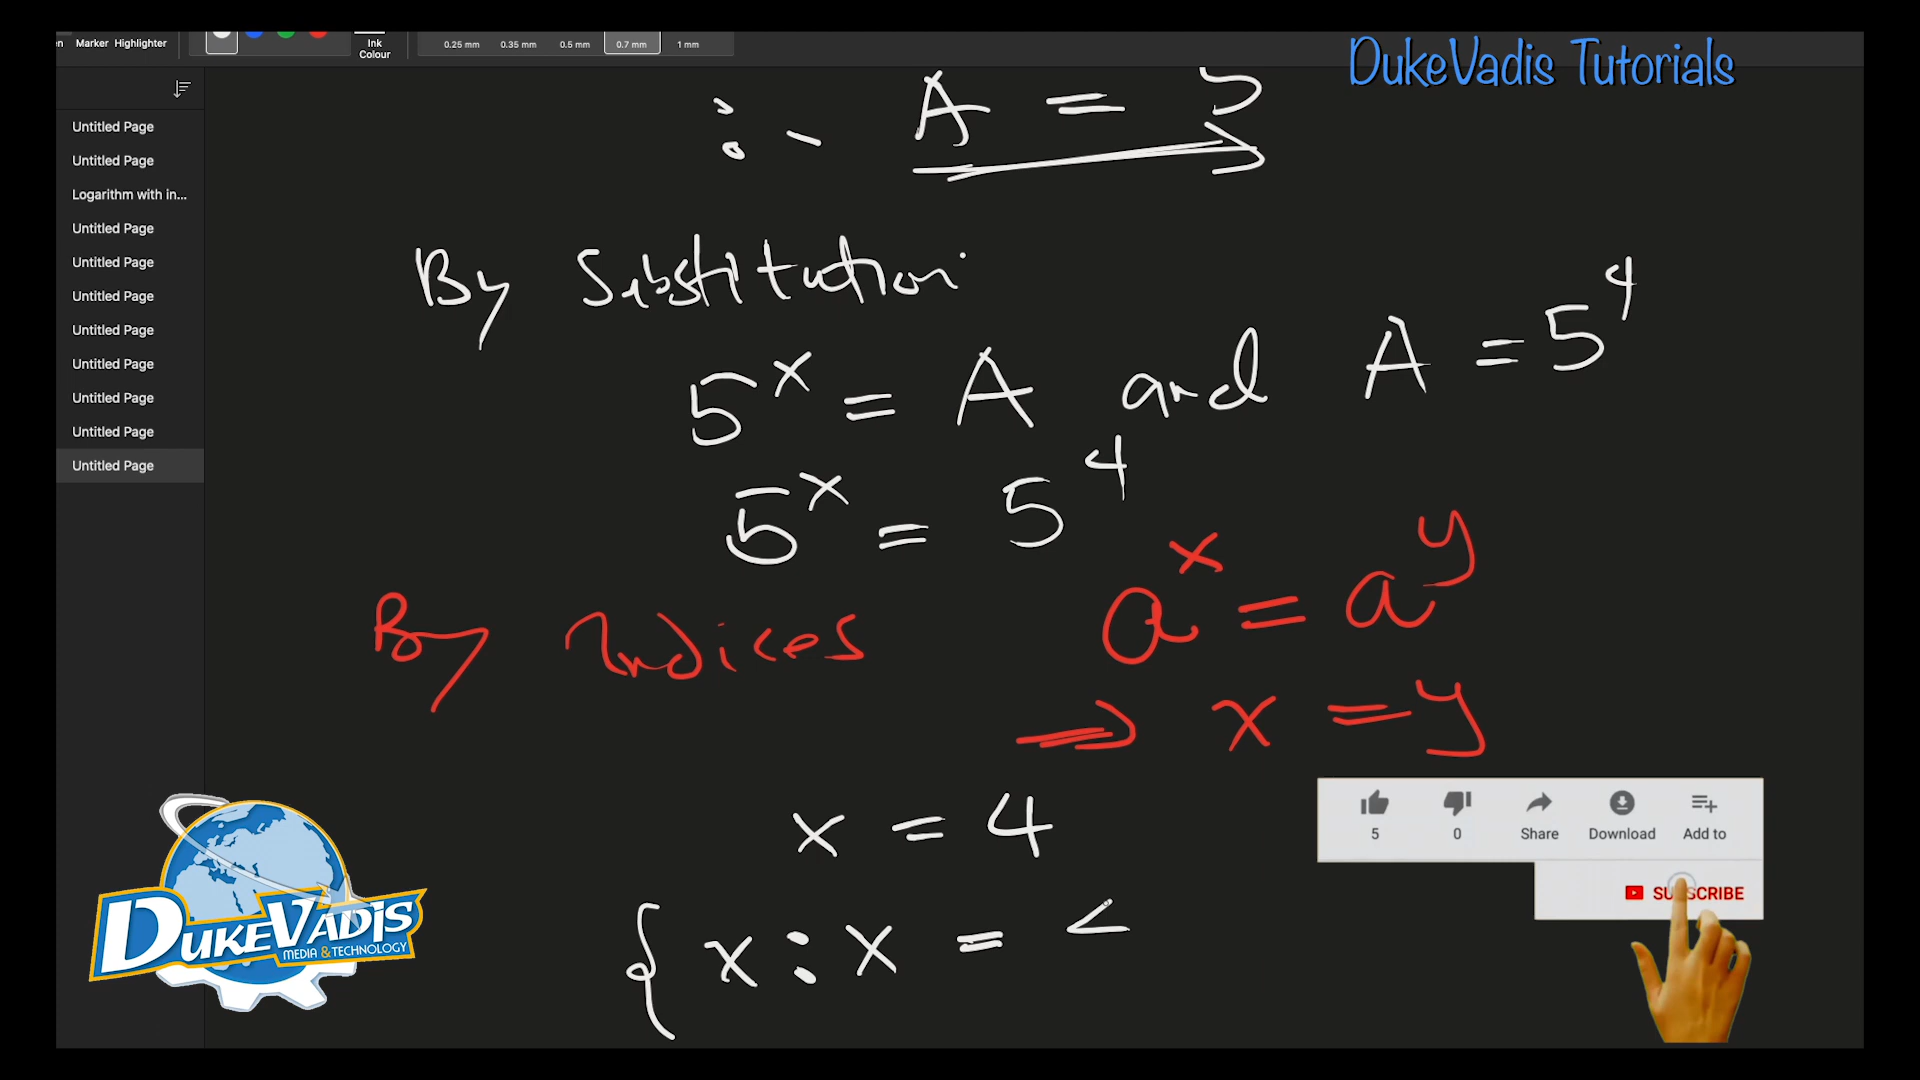 en Marker Highlighter
Ink
Colour
0.25 mm 0.35 mm 0.5 mm 0.7 mm 1 mm
DukeVadis Tutorials
Untitled Page
Untitled Page
Logarithm with in...
Untitled Page
Untitled Page
Untitled Page
Untitled Page
Untitled Page
Untitled Page
Untitled Page
Untitled Page
A =
By Substitution
5^x = A and A = 5^4
5^x = 5^4
By Indices a^x = a^y
⇒ x = y
x = 4
{ x : x =
5 0 Share Download Add to
SUBSCRIBE
DUKEVADIS
MEDIA & TECHNOLOGY